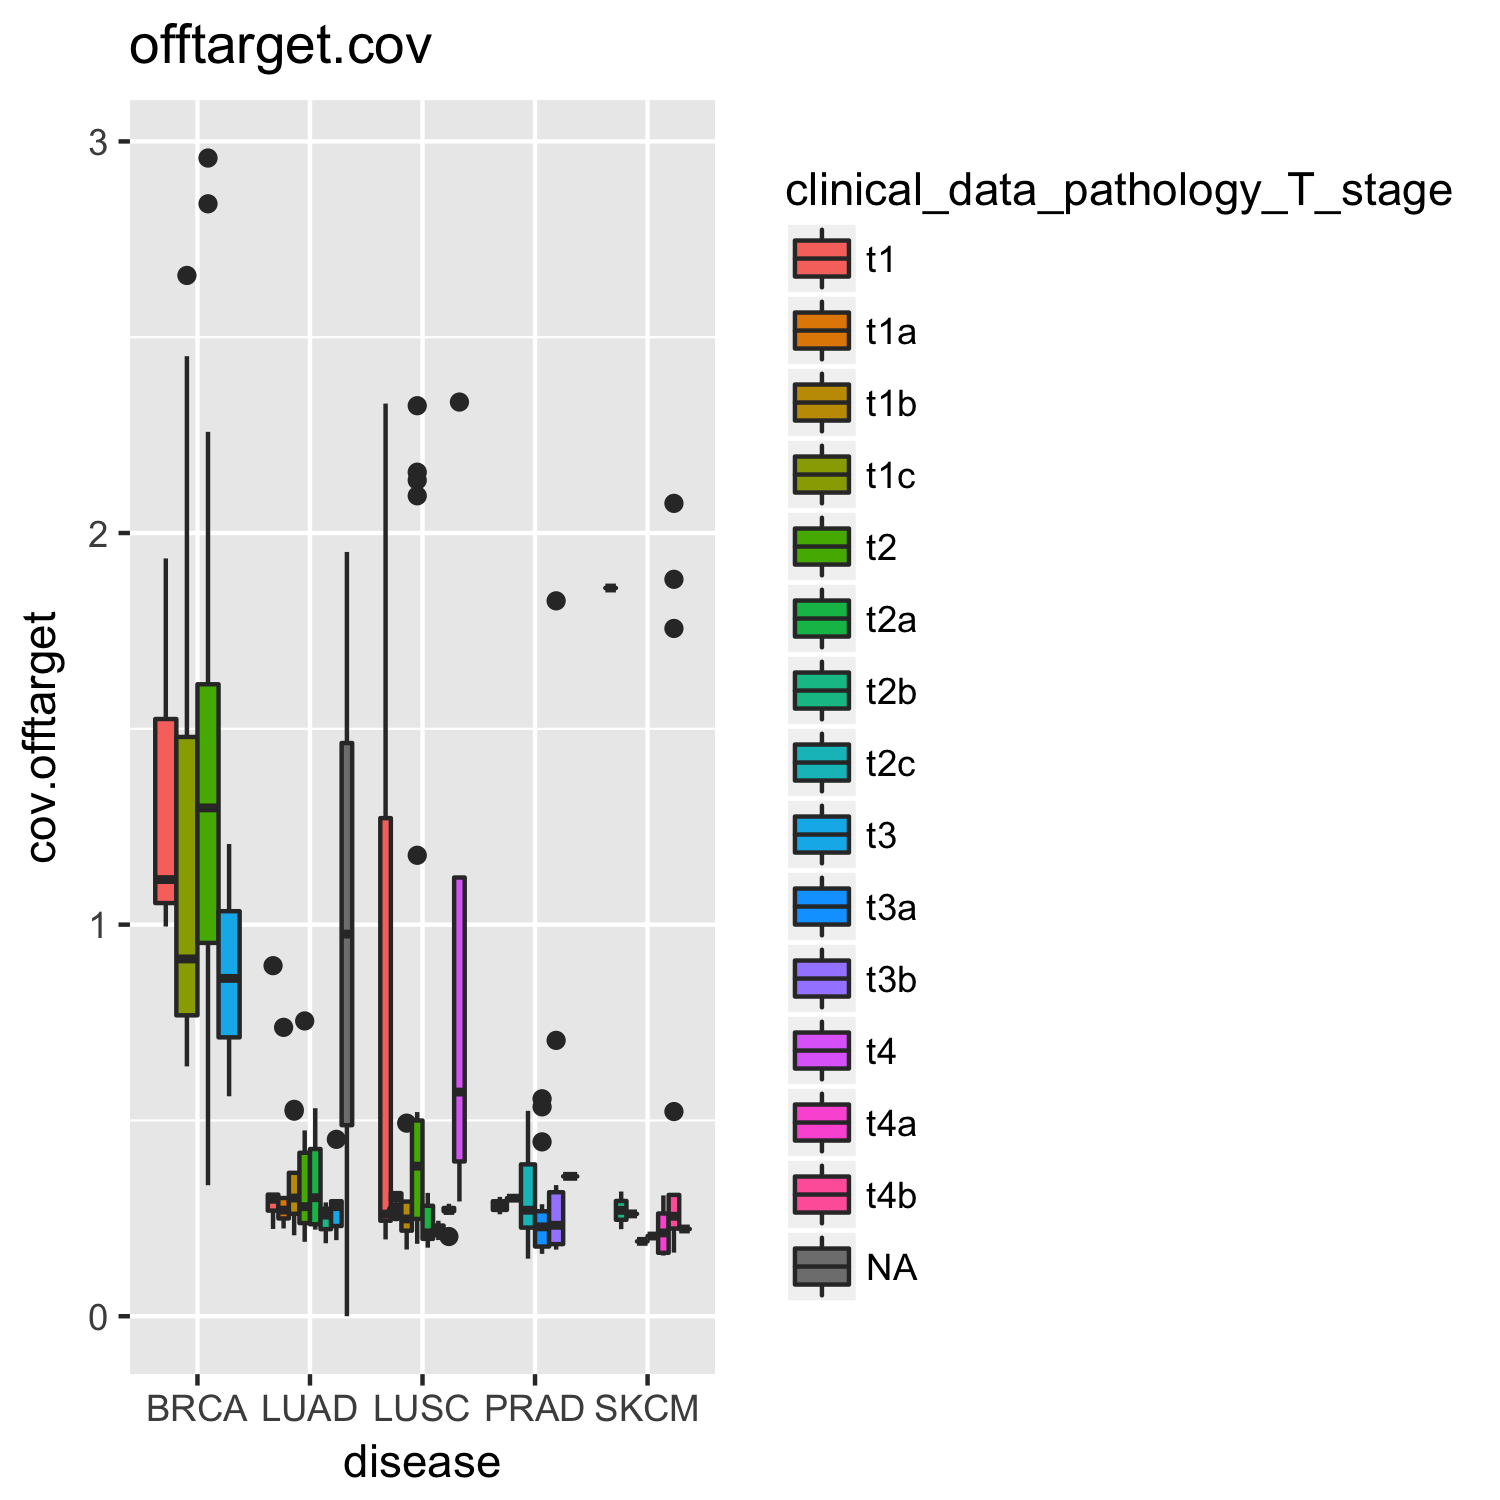 offtarget.cov
3
2
1
0
cov.offtarget
BRCA LUAD LUSC PRAD SKCM
disease
clinical_data_pathology_T_stage
t1
t1a
t1b
t1c
t2
t2a
t2b
t2c
t3
t3a
t3b
t4
t4a
t4b
NA